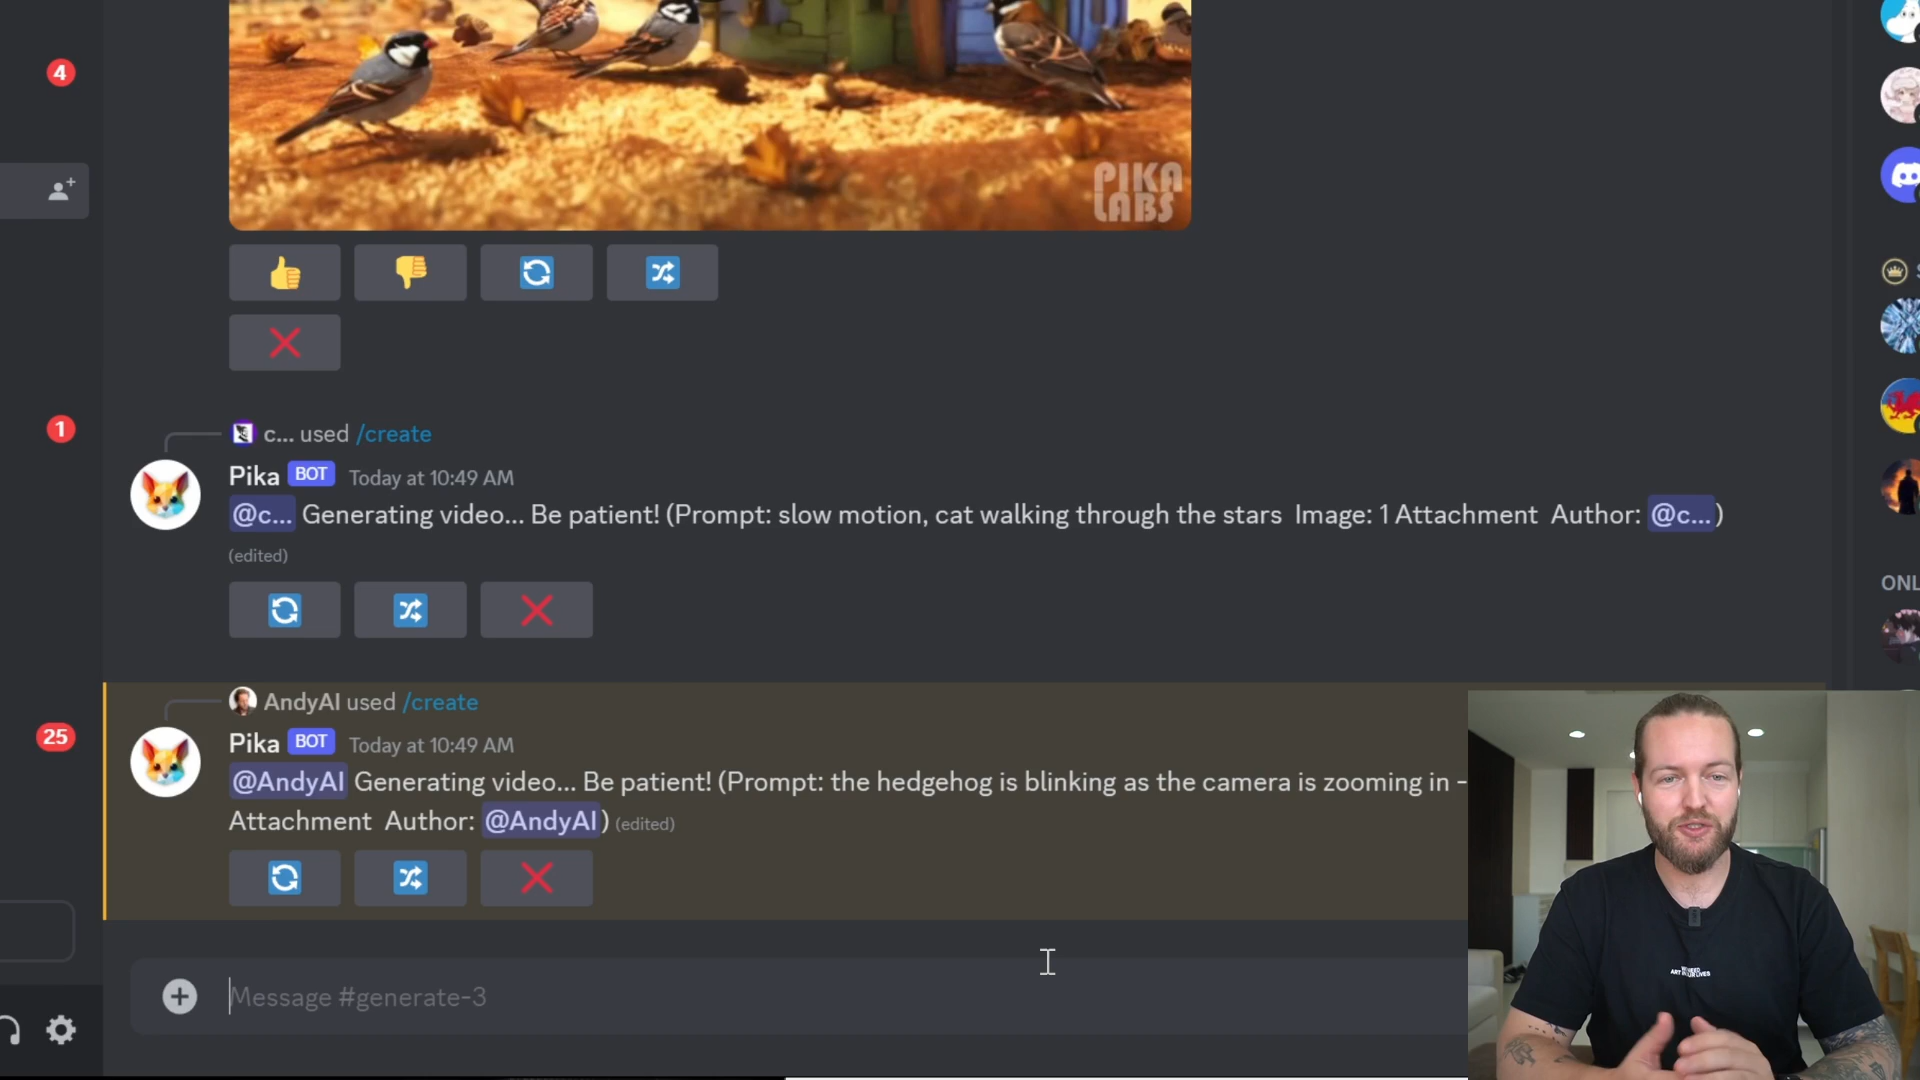 4
PIKA
LABS
1
c... used /create
Pika BOT Today at 10:49 AM
@c... Generating video... Be patient! (Prompt: slow motion, cat walking through the stars Image: 1 Attachment Author: @c...)
(edited)
ONL
25
AndyAI used /create
Pika BOT Today at 10:49 AM
@AndyAI Generating video... Be patient! (Prompt: the hedgehog is blinking as the camera is zooming in -
Attachment Author: @AndyAI) (edited)
Message #generate-3